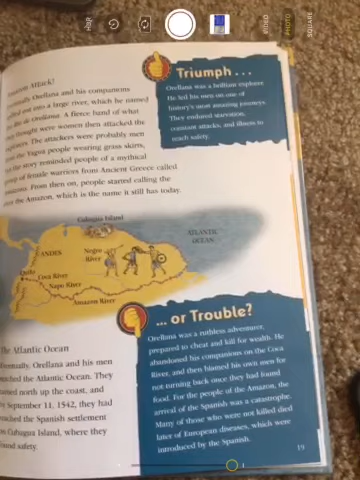 HDR
VIDEO
PHOTO
SQUARE
Attack!
Eventually, Orellana and his companions
out into a large river, which he named
de Orellana. A fierce band of what
thought were women then attacked the
explorers. The attackers were probably men
from the Yagua people wearing grass skirts,
but the story reminded people of a mythical
of female warriors from Ancient Greece called
Amazons. From then on, people started calling the
river the Amazon, which is the name it still has today.
Triumph . . .
Orellana was a brilliant explorer.
He led his men on one of
history's most amazing journeys.
They endured starvation,
constant attacks, and illness to
reach safety.
Cubagua Island
ATLANTIC
OCEAN
ANDES
Negro
River
Quito
Coca River
Napo River
Amazon River
The Atlantic Ocean
Eventually, Orellana and his men
reached the Atlantic Ocean. They
turned north up the coast, and
by September 11, 1542, they had
reached the Spanish settlement
on Cubagua Island, where they
found safety.
... or Trouble?
Orellana was a ruthless adventurer,
prepared to cheat and kill for wealth. He
abandoned his companions on the Coca
River, and then blamed his own men for
not turning back once they had found
food. For the people of the Amazon, the
arrival of the Spanish was a catastrophe.
Many of those who were not killed died
later of European diseases, which were
introduced by the Spanish.
19